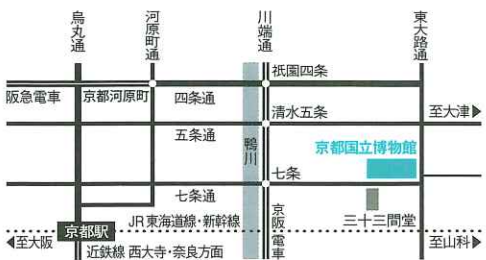 烏丸通
河原町通
川端通
東大路通
祇園四条
阪急電車
京都河原町
四条通
清水五条
至大津▶
五条通
鴨川
京都国立博物館
七条
七条通
京阪電車
三十三間堂
JR東海道線・新幹線
京都駅
◀至大阪
近鉄線 西大寺・奈良方面
至山科▶